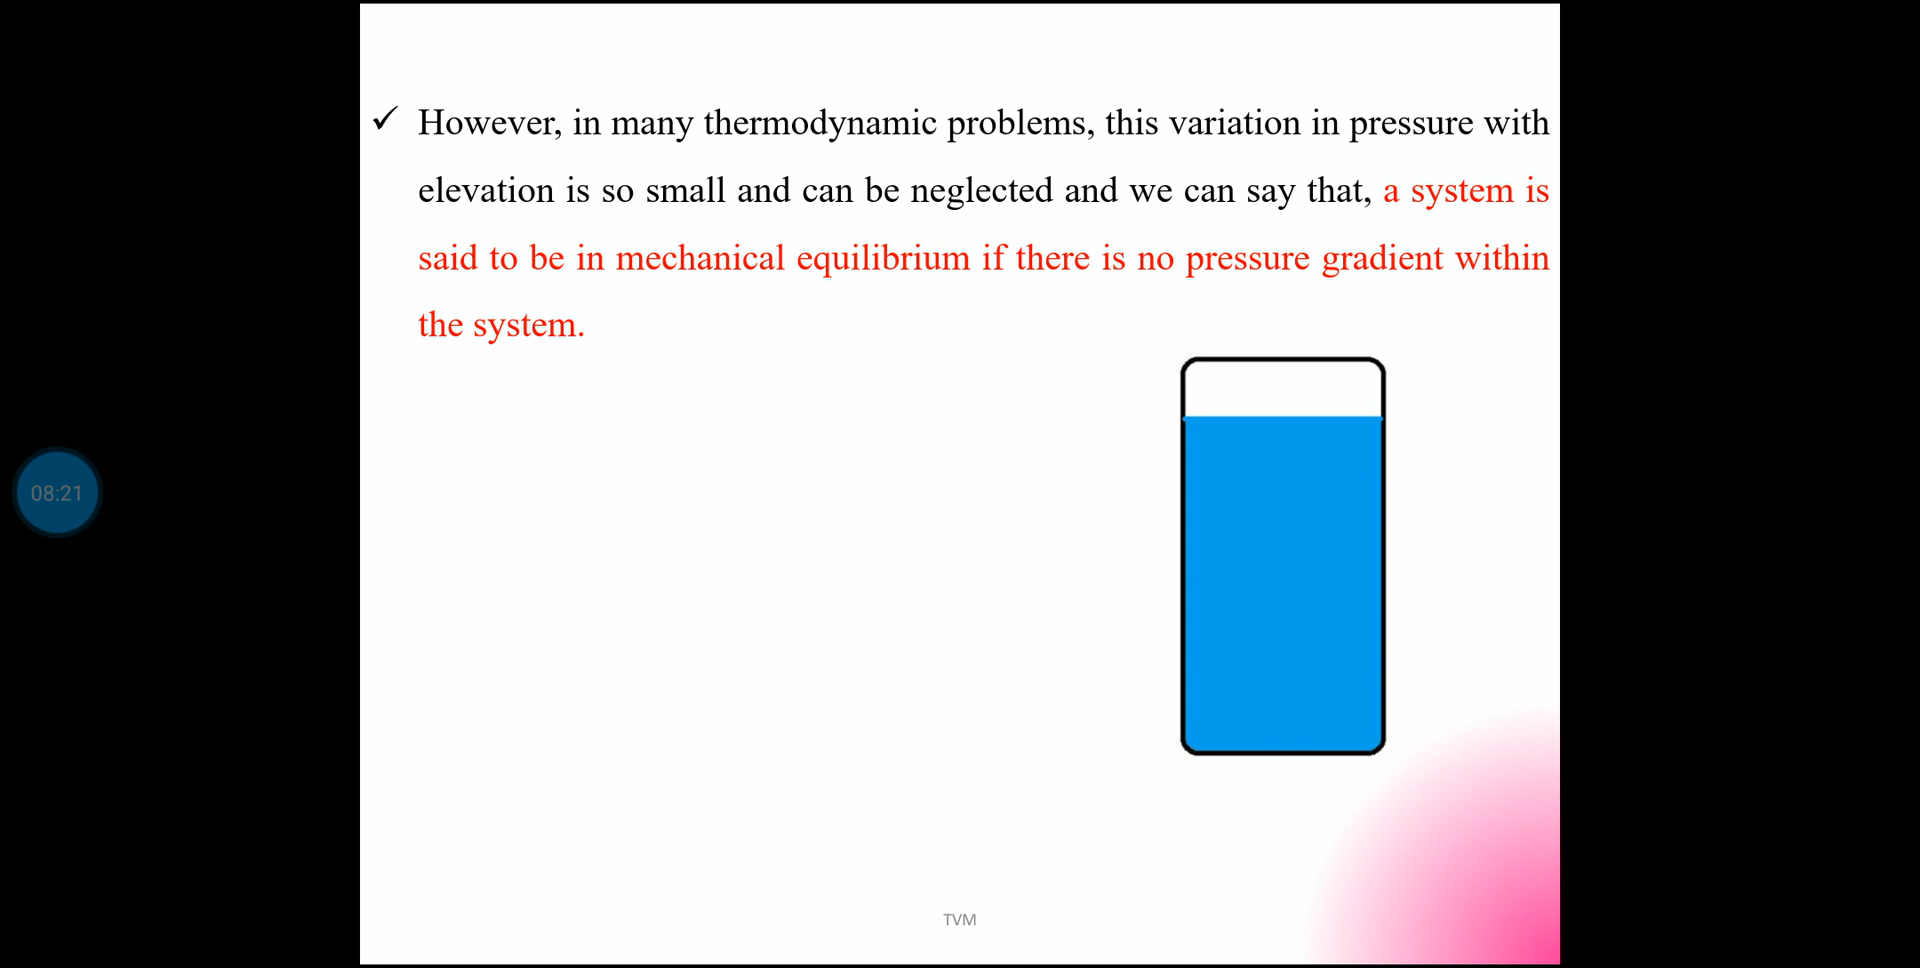 ✓ However, in many thermodynamic problems, this variation in pressure with
elevation is so small and can be neglected and we can say that, a system is
said to be in mechanical equilibrium if there is no pressure gradient within
the system.
08:21
TVM